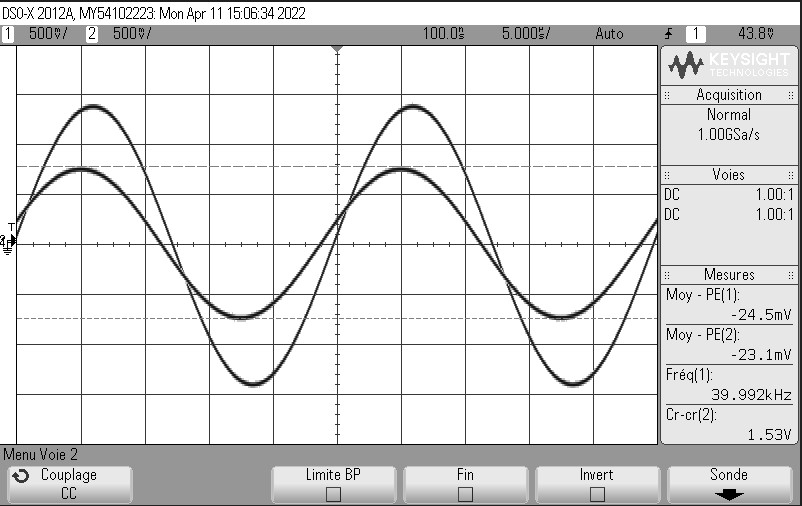 DSO-X 2012A, MY54102223: Mon Apr 11 15:06:34 2022
1 500℧/ 2 500℧/ 100.0s 5.000s/ Auto 1 43.8℧
KEYSIGHT
TECHNOLOGIES
Acquisition
Normal
1.00GSa/s
Voies
DC 1.00:1
DC 1.00:1
Mesures
Moy - PE(1):
-24.5mV
Moy - PE(2):
-23.1mV
Fréq(1):
39.992kHz
Cr-cr(2):
1.53V
T
Menu Voie 2
Couplage
CC
Limite BP
Fin
Invert
Sonde